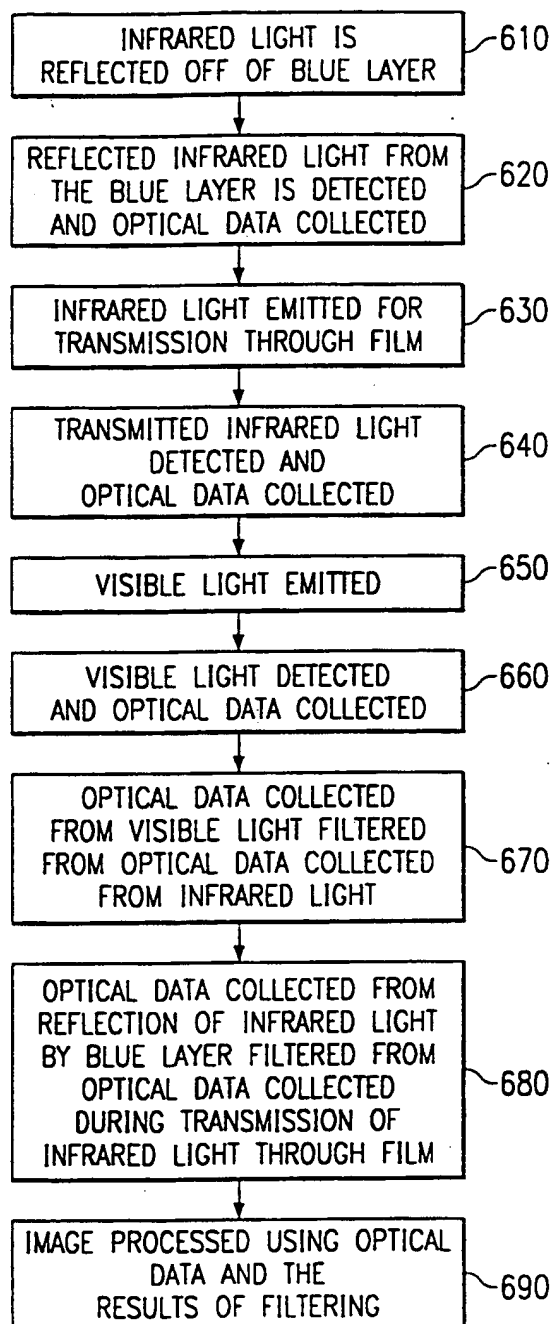 INFRARED LIGHT IS
REFLECTED OFF OF BLUE LAYER
610
REFLECTED INFRARED LIGHT FROM
THE BLUE LAYER IS DETECTED
AND OPTICAL DATA COLLECTED
620
INFRARED LIGHT EMITTED FOR
TRANSMISSION THROUGH FILM
630
TRANSMITTED INFRARED LIGHT
DETECTED AND
OPTICAL DATA COLLECTED
640
VISIBLE LIGHT EMITTED
650
VISIBLE LIGHT DETECTED
AND OPTICAL DATA COLLECTED
660
OPTICAL DATA COLLECTED
FROM VISIBLE LIGHT FILTERED
FROM OPTICAL DATA COLLECTED
FROM INFRARED LIGHT
670
OPTICAL DATA COLLECTED FROM
REFLECTION OF INFRARED LIGHT
BY BLUE LAYER FILTERED FROM
OPTICAL DATA COLLECTED
DURING TRANSMISSION OF
INFRARED LIGHT THROUGH FILM
680
IMAGE PROCESSED USING OPTICAL
DATA AND THE
RESULTS OF FILTERING
690